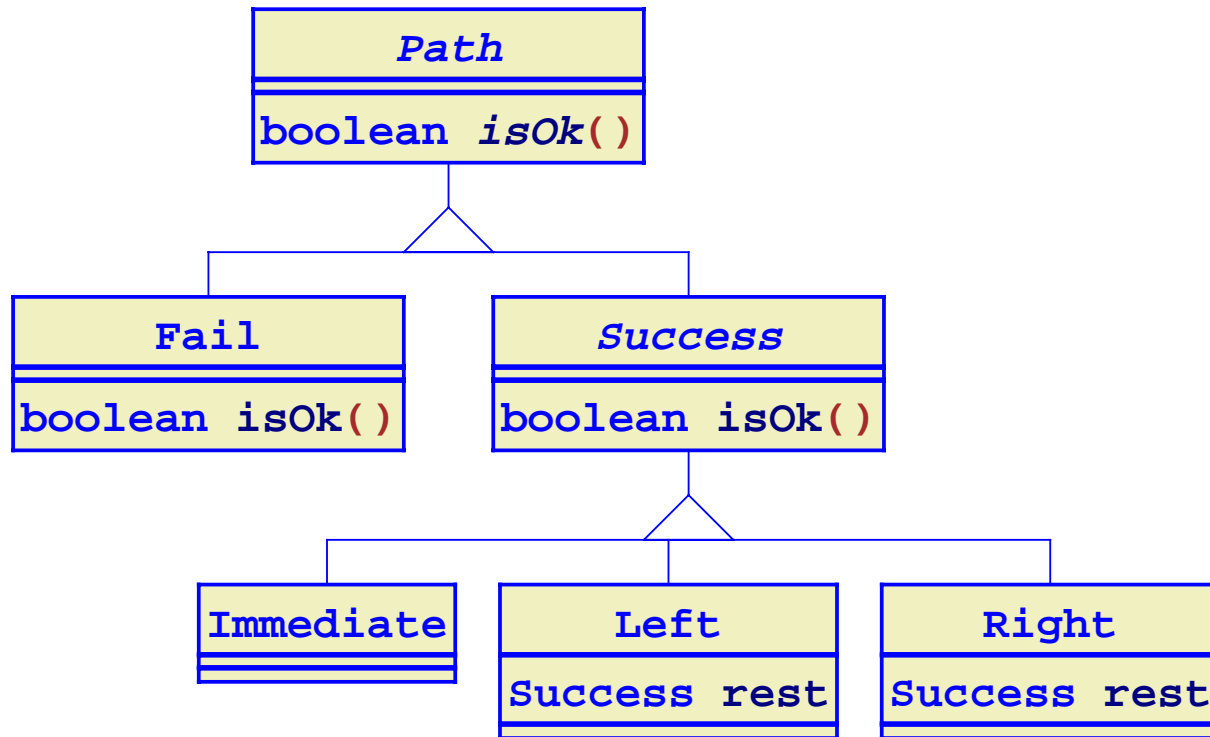 Path
boolean isOk()
Fail
Success
boolean isOk()
boolean isOk()
Immediate
Left
Right
Success rest
Success rest